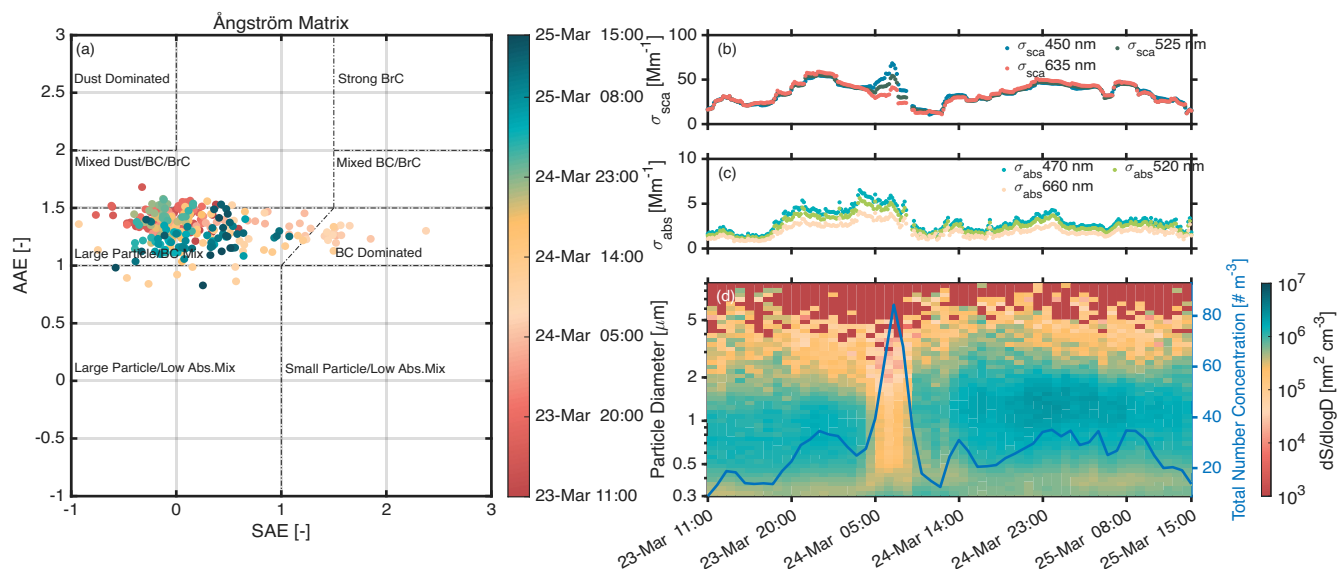 Ångström Matrix
(a)
Dust Dominated
Strong BrC
Mixed Dust/BC/BrC
Mixed BC/BrC
Large Particle/BC Mix
BC Dominated
Large Particle/Low Abs.Mix
Small Particle/Low Abs.Mix
3
2.5
2
1.5
1
0.5
0
-0.5
-1
AAE [-]
-1 0 1 2 3
SAE [-]
25-Mar 15:00
25-Mar 08:00
24-Mar 23:00
24-Mar 14:00
24-Mar 05:00
23-Mar 20:00
23-Mar 11:00
(b)
σsca 450 nm σsca 525 nm
σsca 635 nm
100
50
0
σsca [Mm-1]
(c)
σabs 470 nm σabs 520 nm
σabs 660 nm
10
5
0
σabs [Mm-1]
(d)
5
2
1
0.5
0.3
Particle Diameter [μm]
80
60
40
20
Total Number Concentration [# m-3]
23-Mar 11:00
23-Mar 20:00
24-Mar 05:00
24-Mar 14:00
24-Mar 23:00
25-Mar 08:00
25-Mar 15:00
10^7
10^6
10^5
10^4
10^3
dS/dlogD [nm2 cm-3]